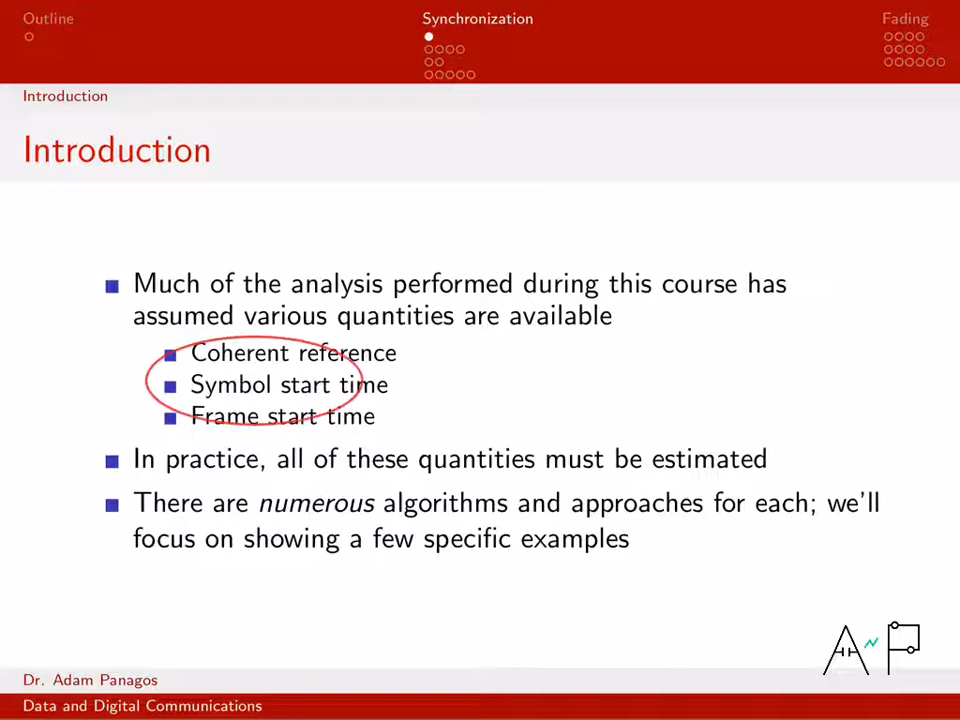 Outline
Synchronization
Fading
Introduction
Introduction
Much of the analysis performed during this course has
assumed various quantities are available
Coherent reference
Symbol start time
Frame start time
In practice, all of these quantities must be estimated
There are numerous algorithms and approaches for each; we'll
focus on showing a few specific examples
AP
Dr. Adam Panagos
Data and Digital Communications